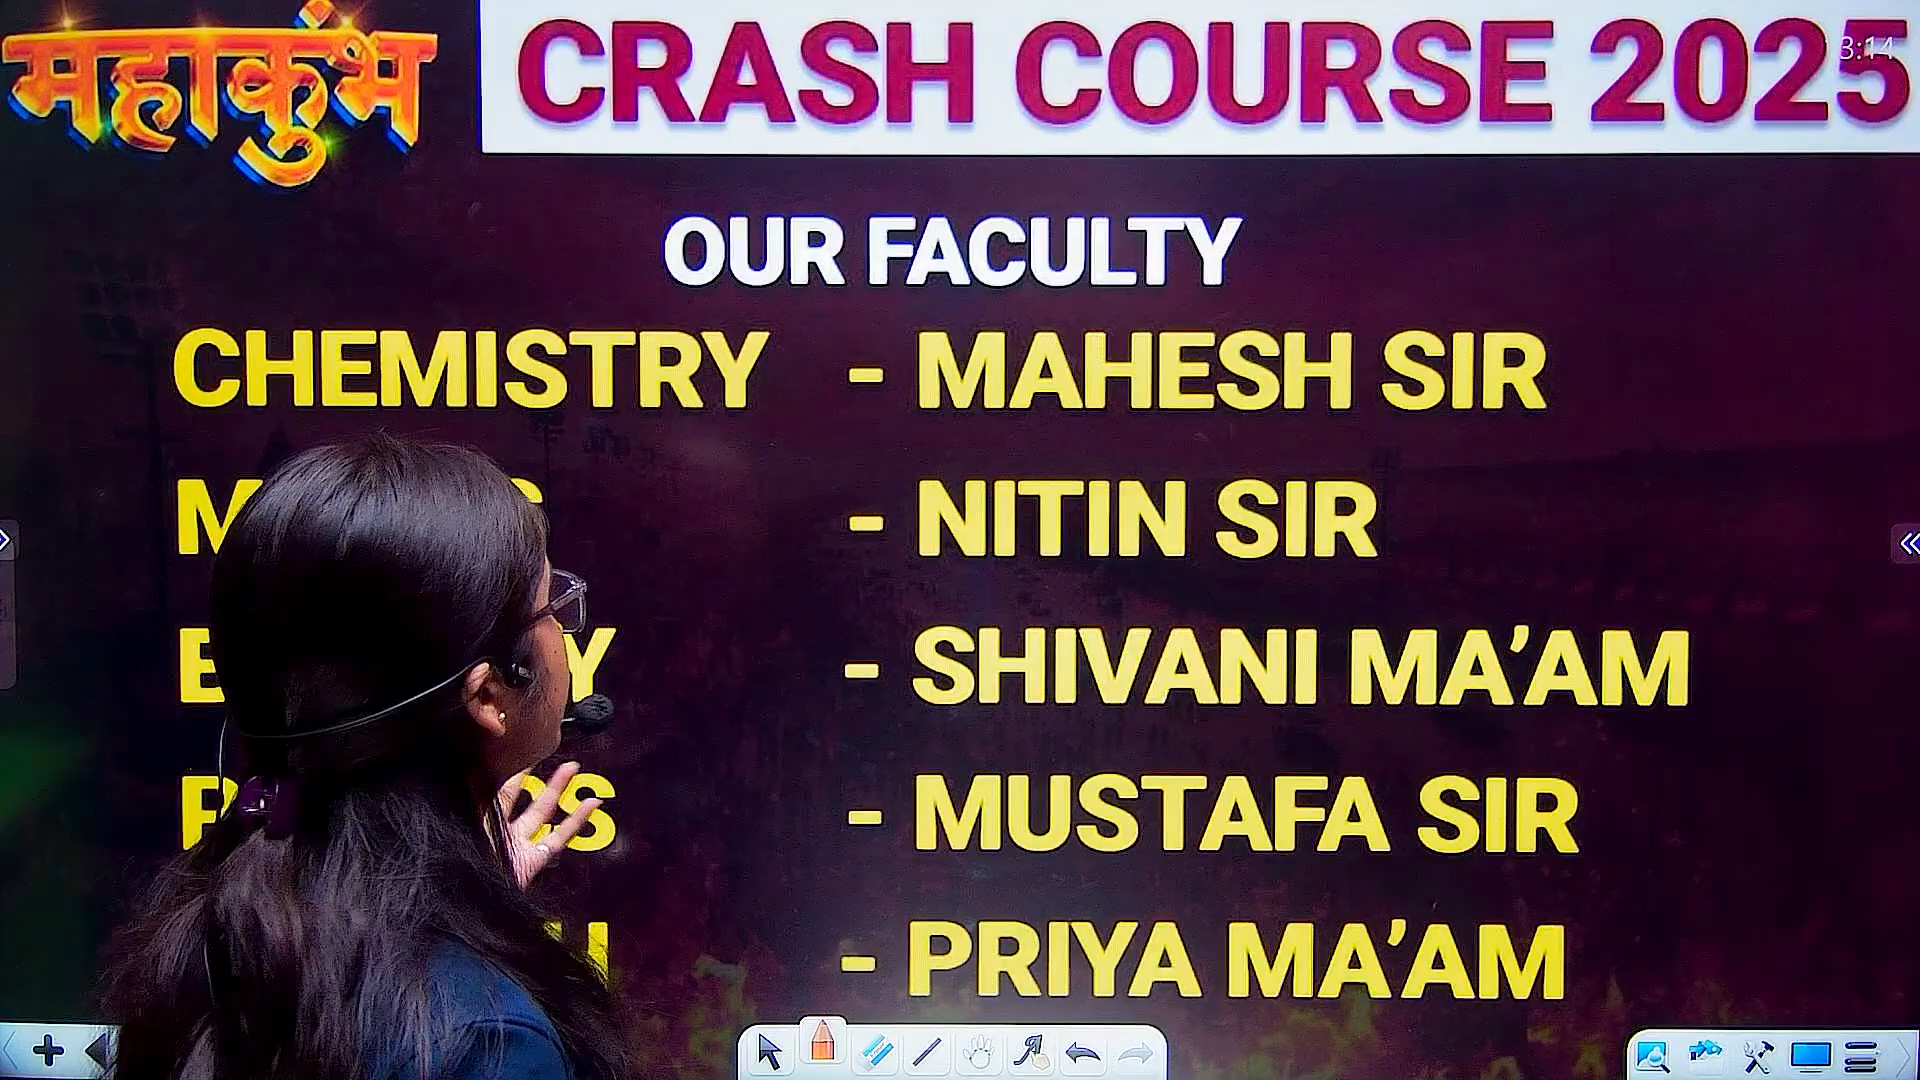 महाकुंभ
CRASH COURSE 2025
3:14
OUR FACULTY
CHEMISTRY - MAHESH SIR
- NITIN SIR
- SHIVANI MA’AM
- MUSTAFA SIR
- PRIYA MA’AM